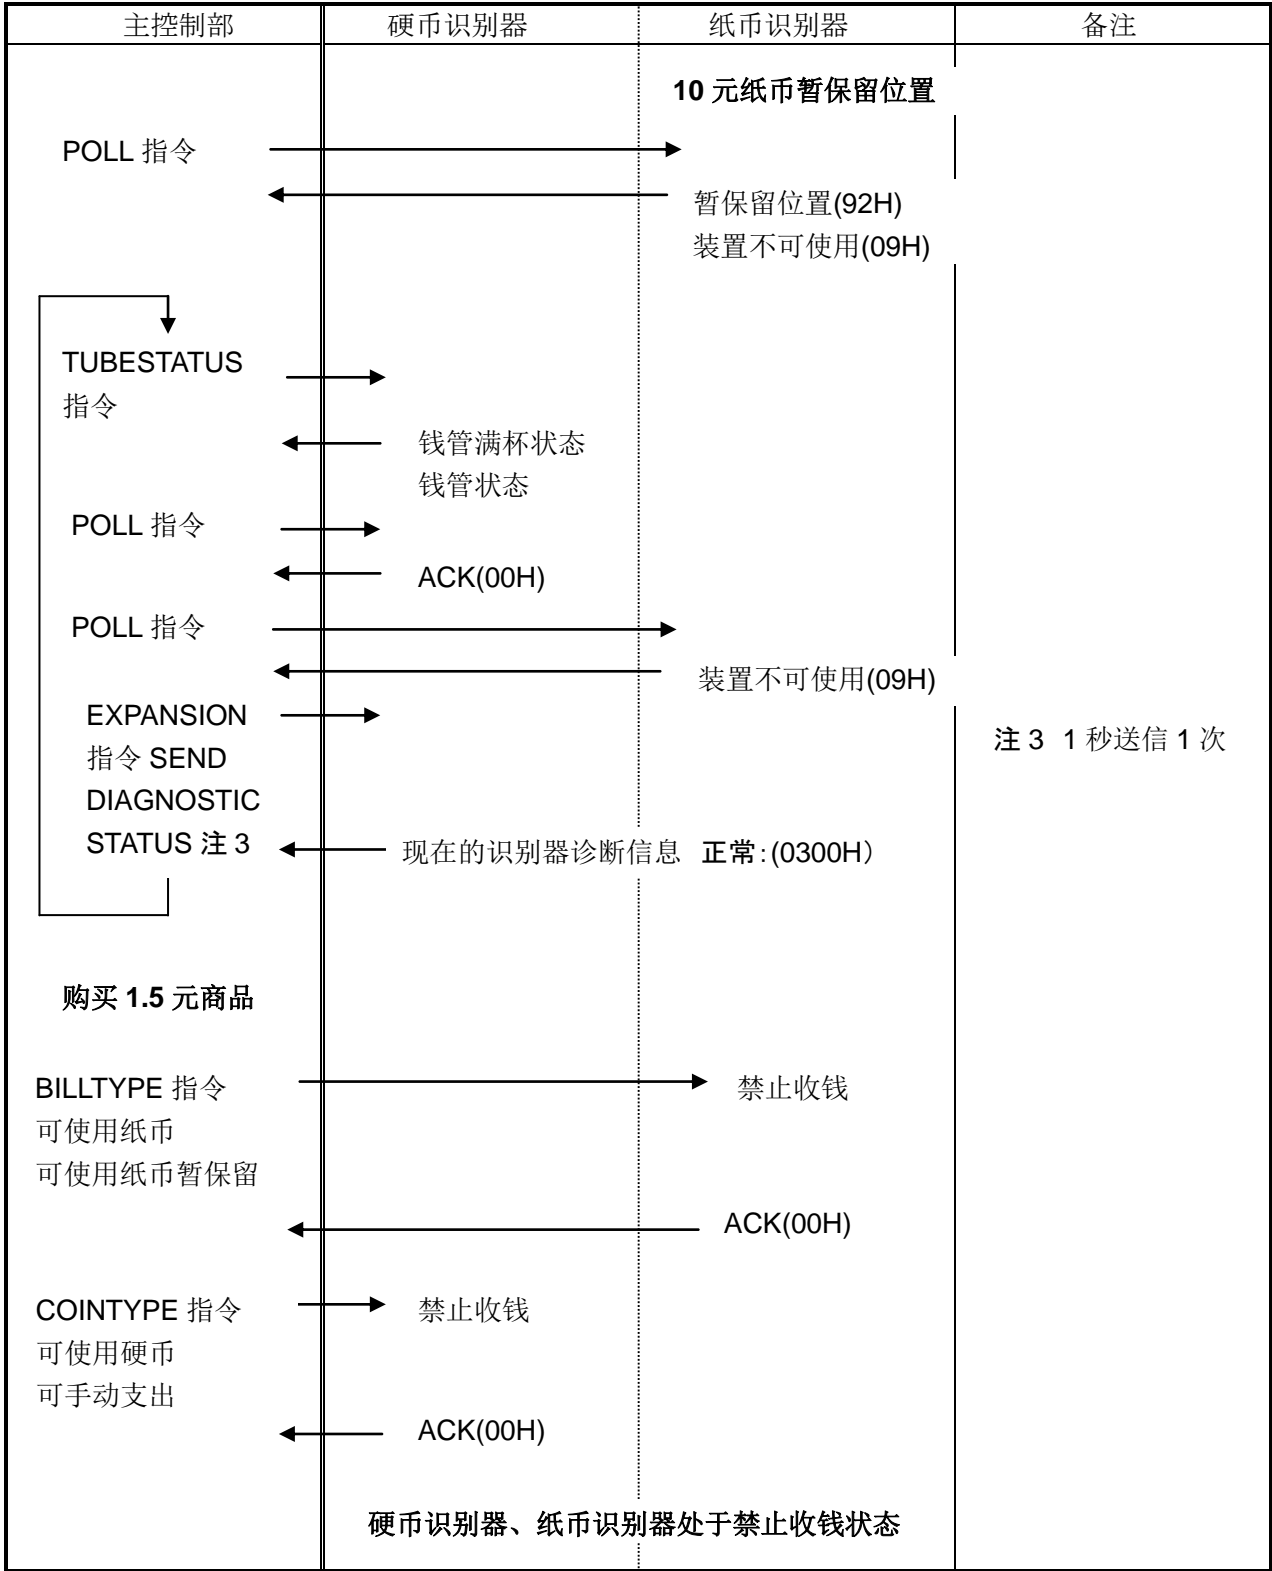 主控制部 硬币识别器 纸币识别器 备注
10 元纸币暂保留位置
POLL 指令
暂保留位置(92H)
装置不可使用(09H)
TUBESTATUS
指令
钱管满杯状态
钱管状态
POLL 指令
ACK(00H)
POLL 指令
装置不可使用(09H)
EXPANSION
指令 SEND
DIAGNOSTIC
STATUS 注 3
注 3 1 秒送信 1 次
现在的识别器诊断信息 正常:(0300H）
购买 1.5 元商品
BILLTYPE 指令 禁止收钱
可使用纸币
可使用纸币暂保留
ACK(00H)
COINTYPE 指令 禁止收钱
可使用硬币
可手动支出
ACK(00H)
硬币识别器、纸币识别器处于禁止收钱状态